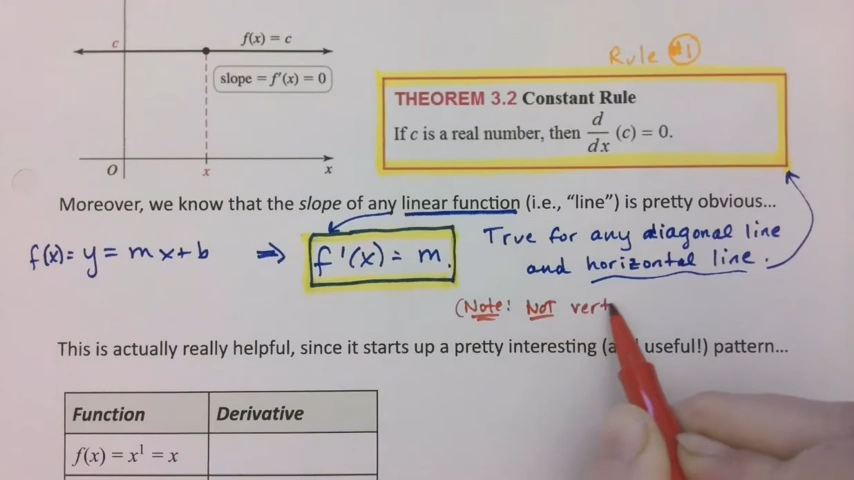 c
f(x) = c
slope = f'(x) = 0
O
x
x
Rule #1
THEOREM 3.2 Constant Rule
If c is a real number, then d/dx (c) = 0.
Moreover, we know that the slope of any linear function (i.e., “line”) is pretty obvious...
f(x) = y = mx+b ⇒ f'(x) = m.
True for any diagonal line
and horizontal line.
(Note: NOT vert
This is actually really helpful, since it starts up a pretty interesting (a useful!) pattern...
Function Derivative
f(x) = x¹ = x